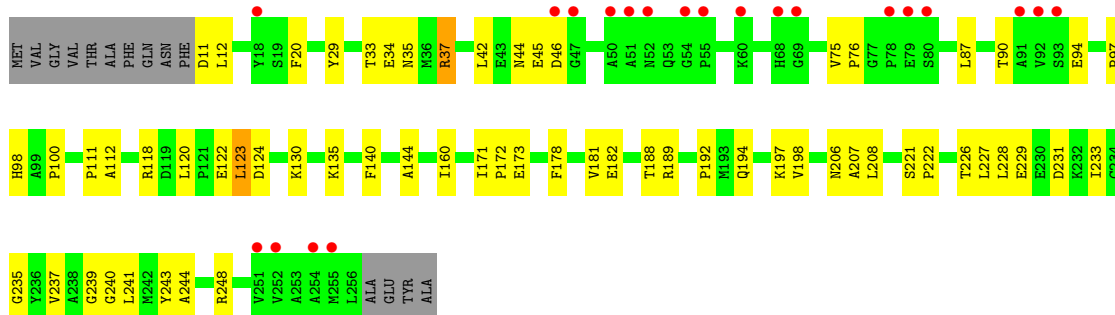 MET VAL GLY VAL THR ALA PHE GLN ASN PHE D11 L12 Y18 S19 F20 Y29 T33 E34 N35 M36 R37 L42 E43 N44 E45 D46 G47 A50 A51 N52 Q53 G54 P55 K60 H68 G69 V75 P76 G77 P78 E79 S80 L87 T90 A91 V92 S93 E94
H98 A99 P100 P111 A112 R118 D119 L120 P121 E122 L123 D124 K130 K135 F140 A144 I160 I171 P172 E173 F178 V181 E182 T188 R189 P192 M193 Q194 K197 V198 N206 A207 L208 S221 P222 T226 L227 L228 E229 E230 D231 K232 I233
G235 Y236 V237 A238 G239 G240 L241 M242 Y243 A244 R248 V251 V252 A253 A254 M255 L256 ALA GLU TYR ALA